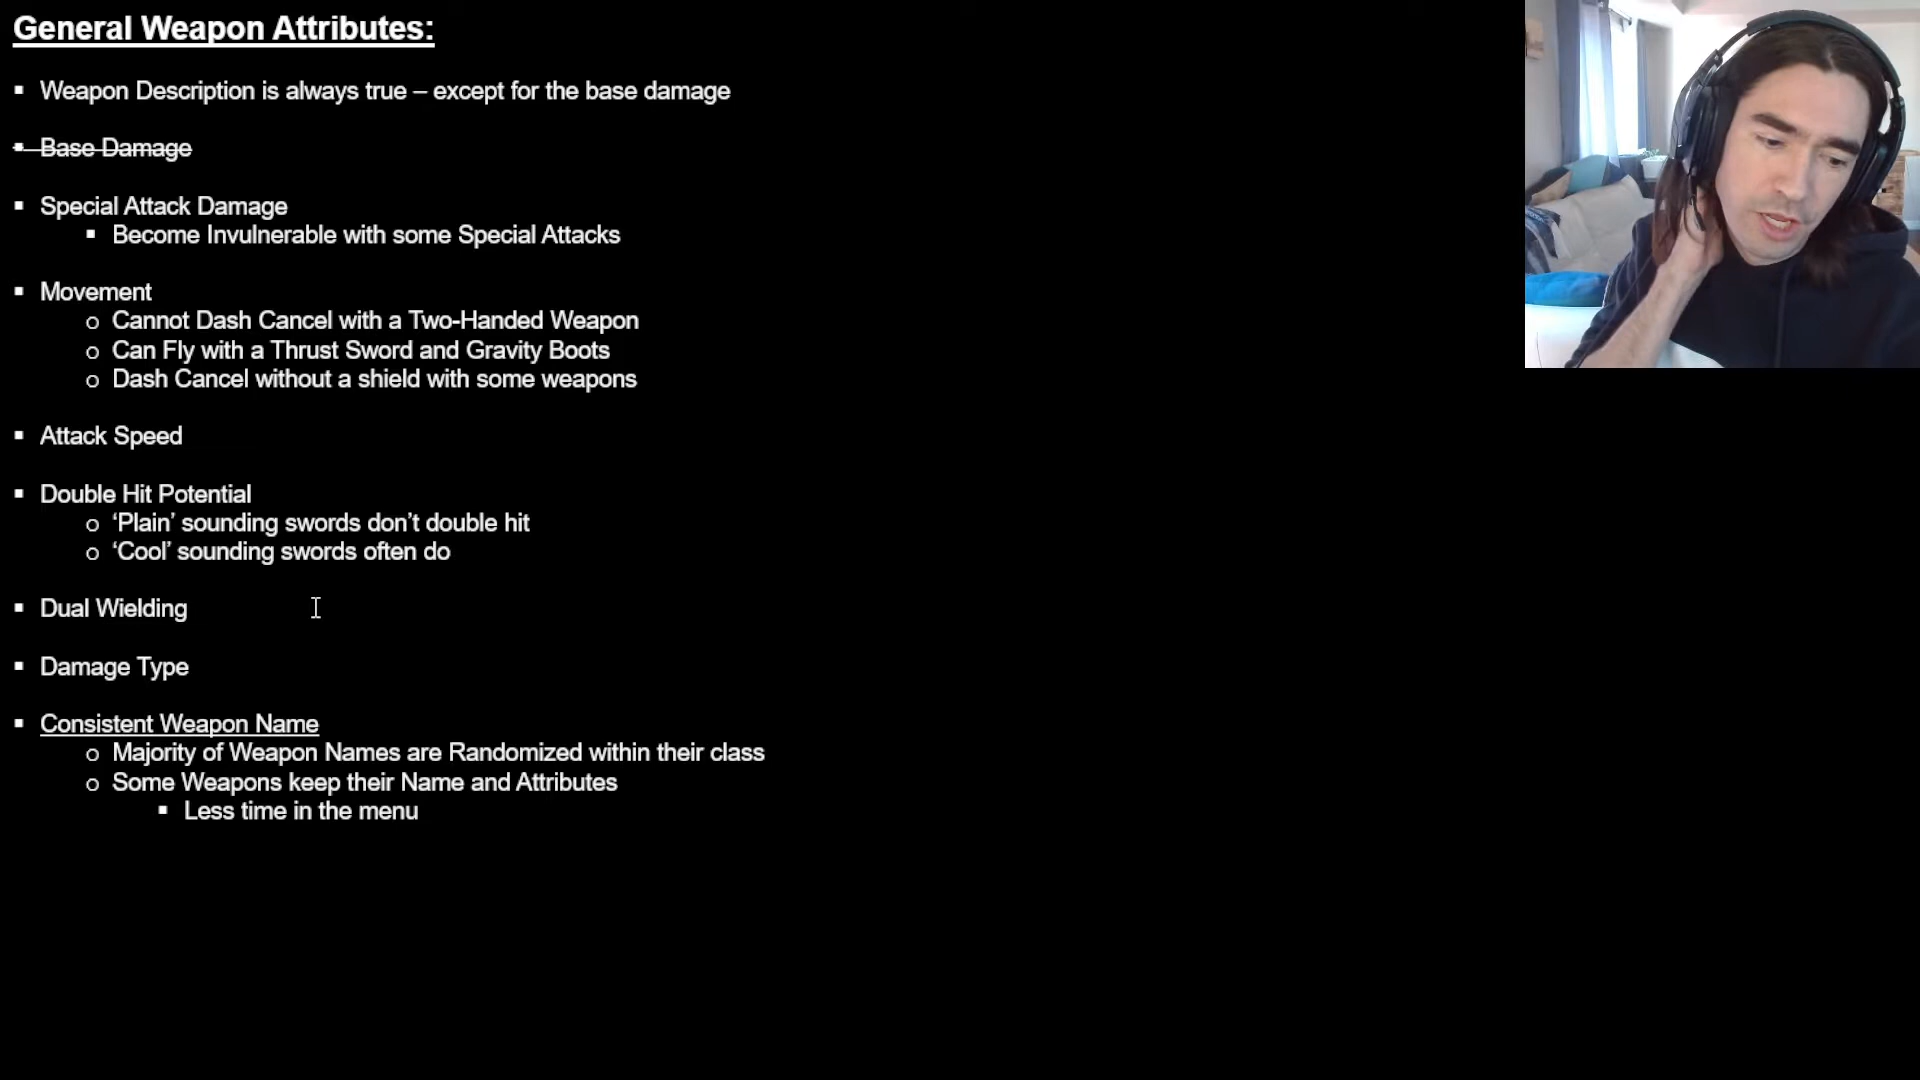 General Weapon Attributes:
▪ Weapon Description is always true – except for the base damage
▪ Base Damage
▪ Special Attack Damage
▪ Become Invulnerable with some Special Attacks
▪ Movement
o Cannot Dash Cancel with a Two-Handed Weapon
o Can Fly with a Thrust Sword and Gravity Boots
o Dash Cancel without a shield with some weapons
▪ Attack Speed
▪ Double Hit Potential
o ‘Plain’ sounding swords don’t double hit
o ‘Cool’ sounding swords often do
▪ Dual Wielding
▪ Damage Type
▪ Consistent Weapon Name
o Majority of Weapon Names are Randomized within their class
o Some Weapons keep their Name and Attributes
▪ Less time in the menu